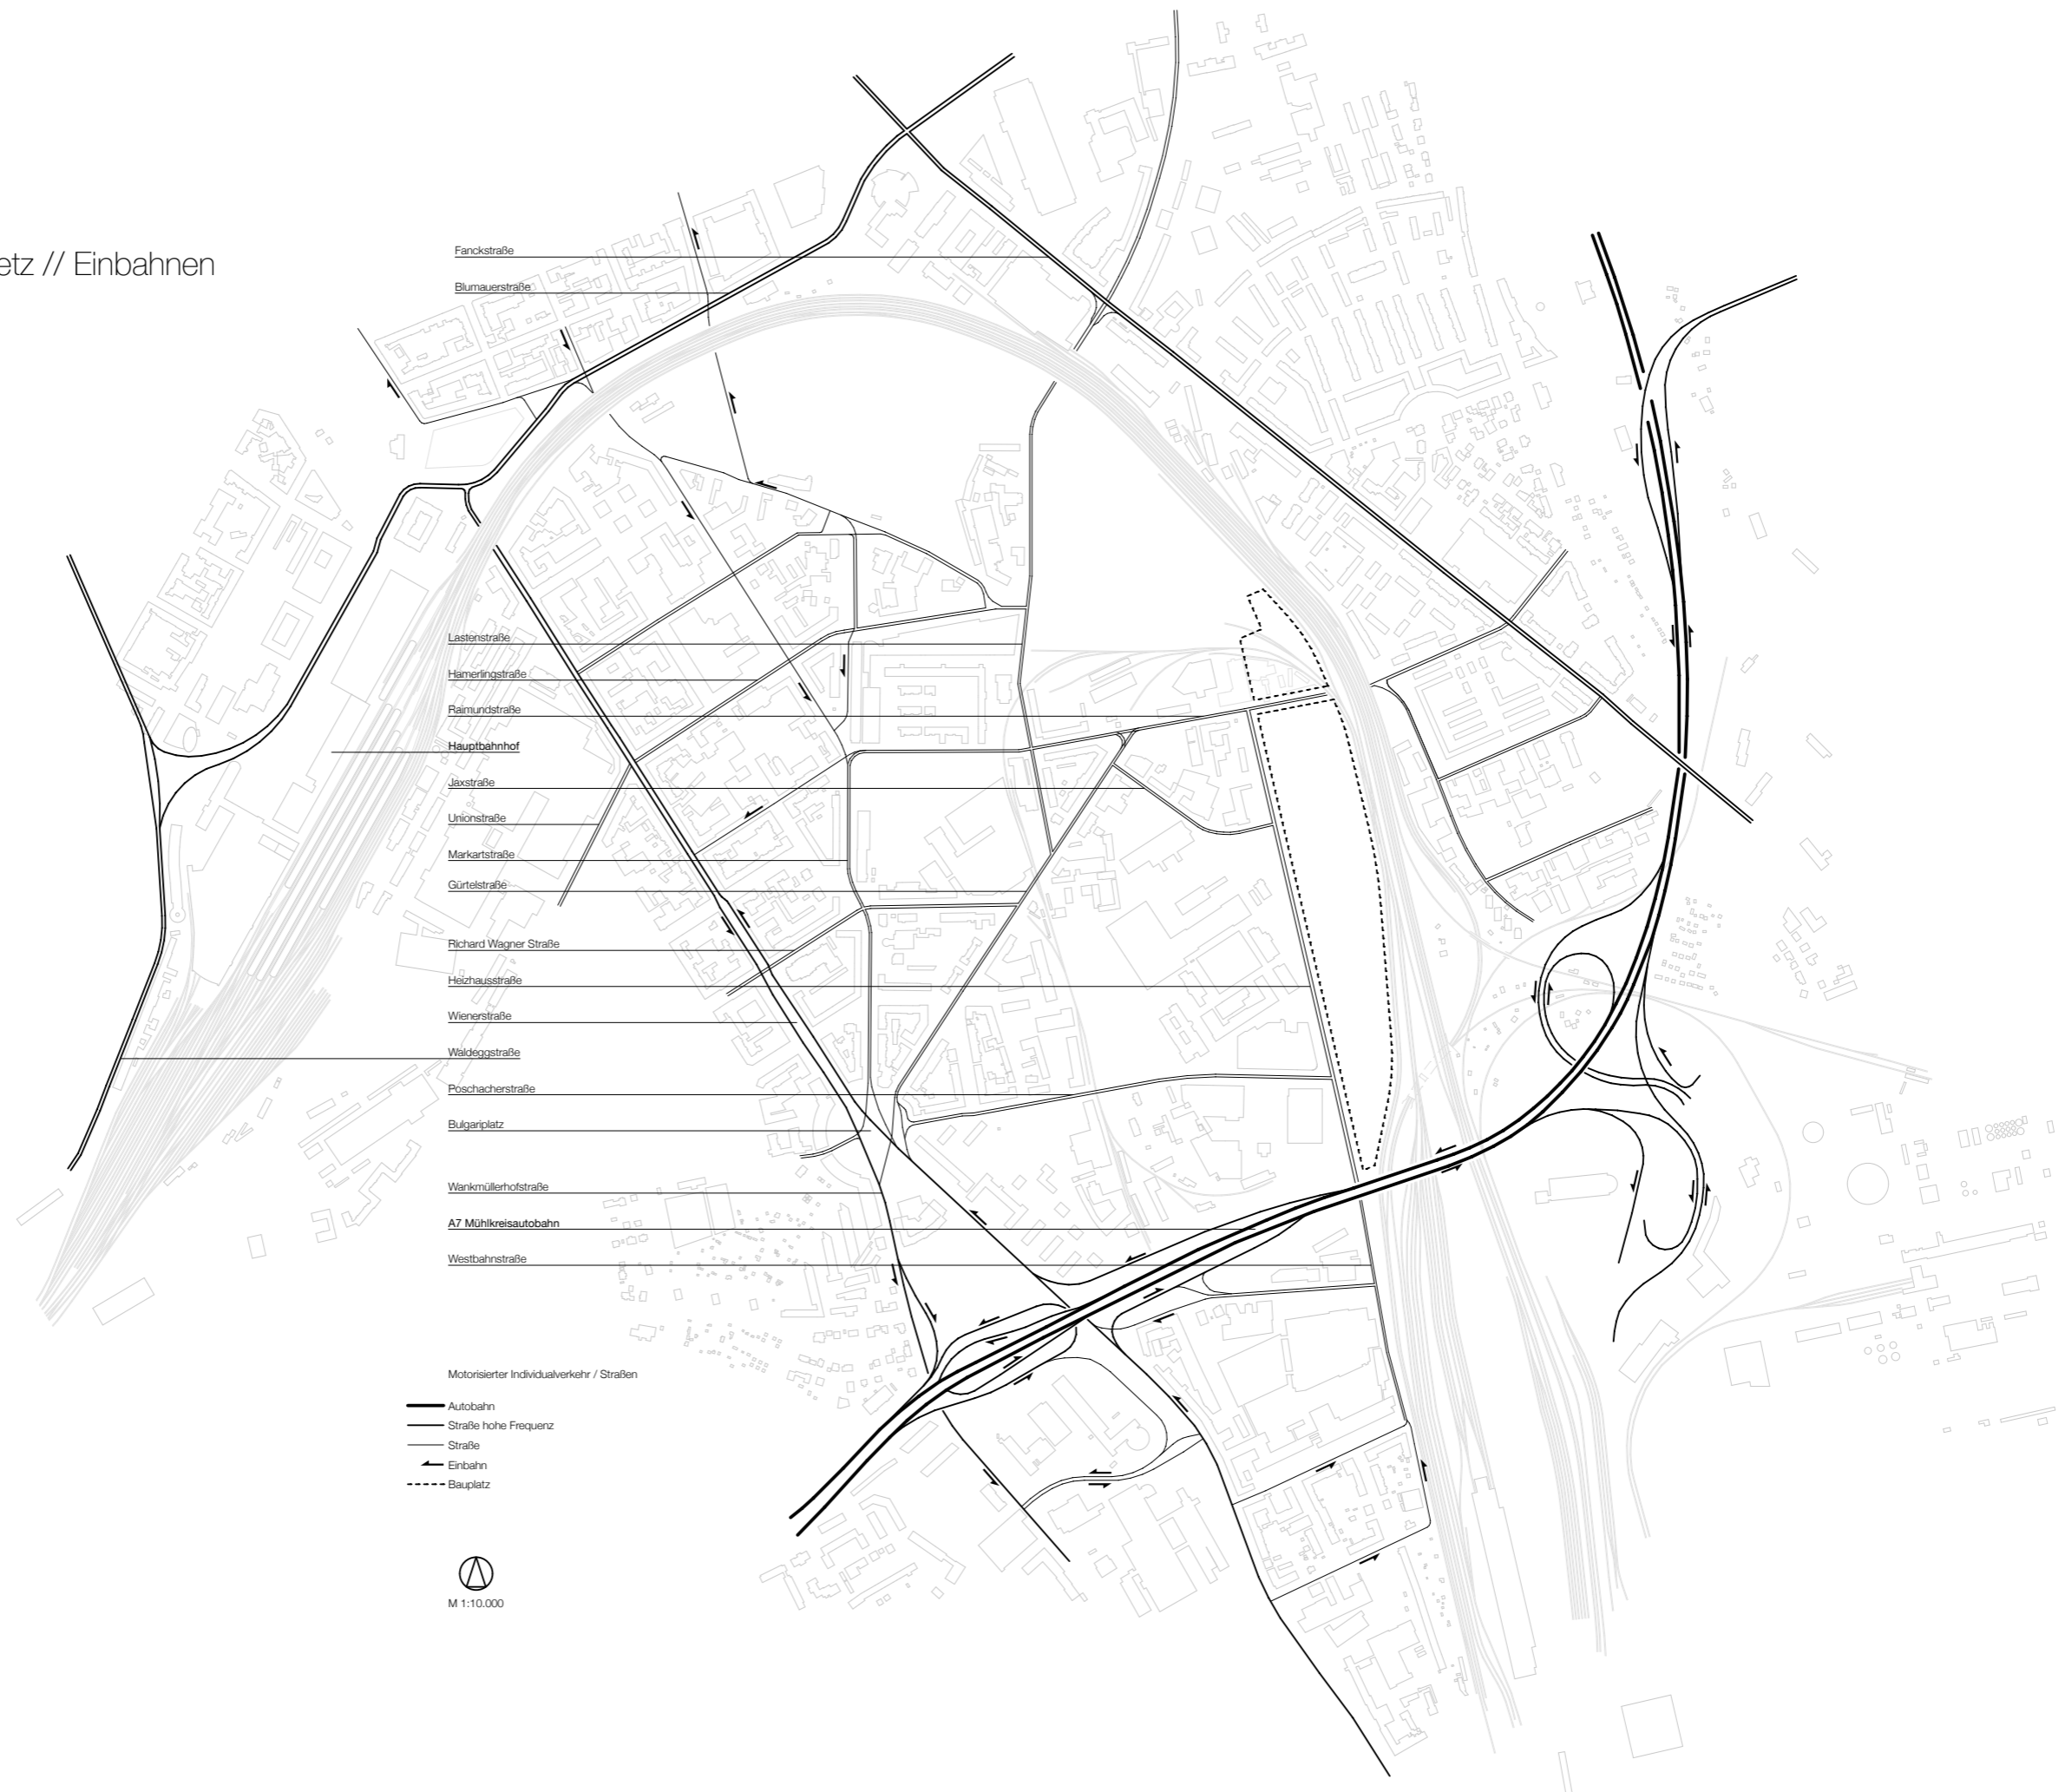 etz // Einbahnen
Fanckstraße
Blumauerstraße
Lastenstraße
Hamerlingstraße
Raimundstraße
Hauptbahnhof
Jaxstraße
Unionstraße
Markartstraße
Gürtelstraße
Richard Wagner Straße
Heizhausstraße
Wienerstraße
Waldeggstraße
Poschacherstraße
Bulgariplatz
Wankmüllerhofstraße
A7 Mühlkreisautobahn
Westbahnstraße
Motorisierter Individualverkehr / Straßen
Autobahn
Straße hohe Frequenz
Straße
Einbahn
Bauplatz
M 1:10.000